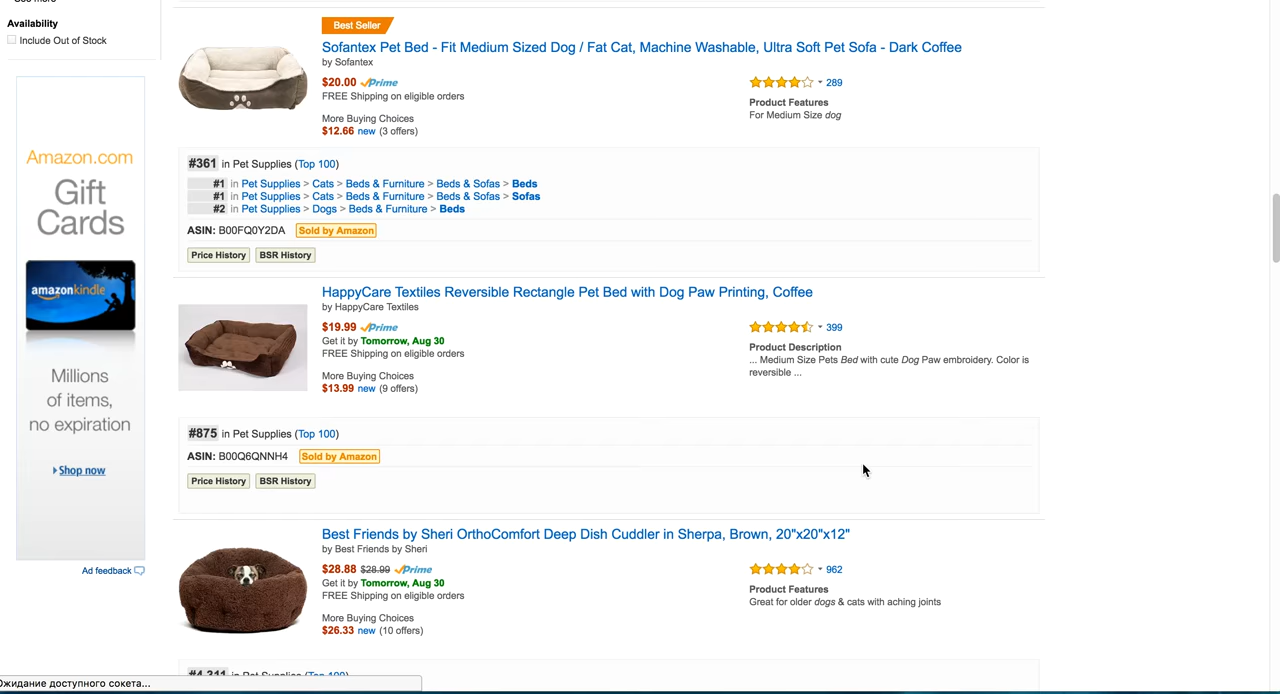 See more
Availability
Include Out of Stock
Amazon.com
Gift
Cards
amazonkindle
Millions
of items,
no expiration
Shop now
Ad feedback
Best Seller
Sofantex Pet Bed - Fit Medium Sized Dog / Fat Cat, Machine Washable, Ultra Soft Pet Sofa - Dark Coffee
by Sofantex
$20.00 Prime
FREE Shipping on eligible orders
More Buying Choices
$12.66 new (3 offers)
289
Product Features
For Medium Size dog
#361 in Pet Supplies (Top 100)
#1 in Pet Supplies > Cats > Beds & Furniture > Beds & Sofas > Beds
#1 in Pet Supplies > Cats > Beds & Furniture > Beds & Sofas > Sofas
#2 in Pet Supplies > Dogs > Beds & Furniture > Beds
ASIN: B00FQ0Y2DA Sold by Amazon
Price History BSR History
HappyCare Textiles Reversible Rectangle Pet Bed with Dog Paw Printing, Coffee
by HappyCare Textiles
$19.99 Prime
Get it by Tomorrow, Aug 30
FREE Shipping on eligible orders
More Buying Choices
$13.99 new (9 offers)
399
Product Description
... Medium Size Pets Bed with cute Dog Paw embroidery. Color is
reversible ...
#875 in Pet Supplies (Top 100)
ASIN: B00Q6QNNH4 Sold by Amazon
Price History BSR History
Best Friends by Sheri OrthoComfort Deep Dish Cuddler in Sherpa, Brown, 20"x20"x12"
by Best Friends by Sheri
$28.88 $28.99 Prime
Get it by Tomorrow, Aug 30
FREE Shipping on eligible orders
More Buying Choices
$26.33 new (10 offers)
962
Product Features
Great for older dogs & cats with aching joints
#4,311 in Pet Supplies (Top 100)
Ожидание доступного сокета...